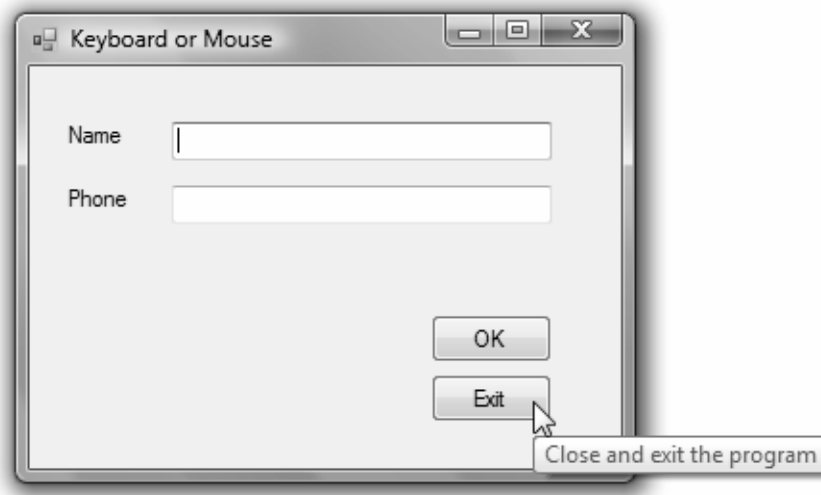 Keyboard or Mouse
Name
Phone
OK
Exit
Close and exit the program